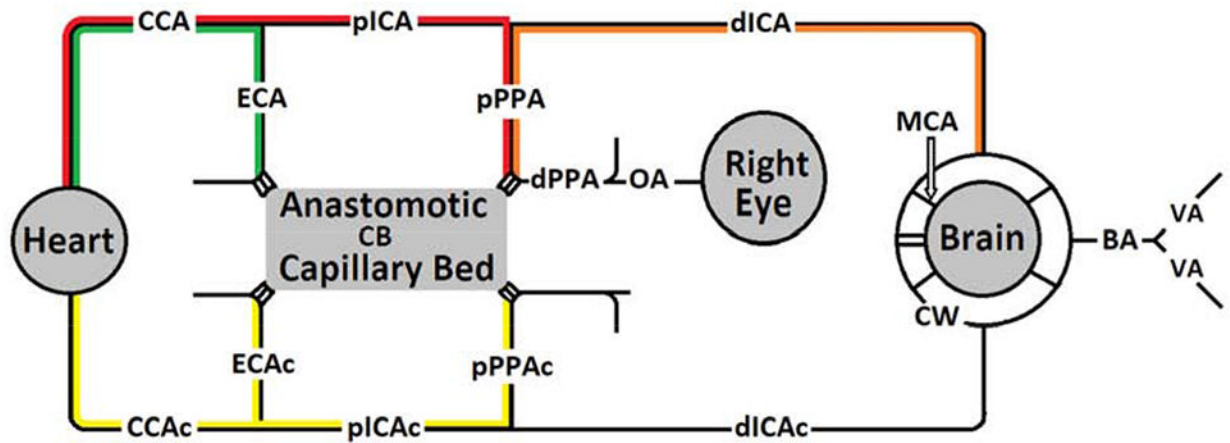 CCA
pICA
dICA
ECA
pPPA
MCA
dPPA
OA
Right
Eye
Heart
Anastomotic
CB
Capillary Bed
Brain
BA
VA
VA
CW
ECAc
pPPAc
CCAc
pICAc
dICAc